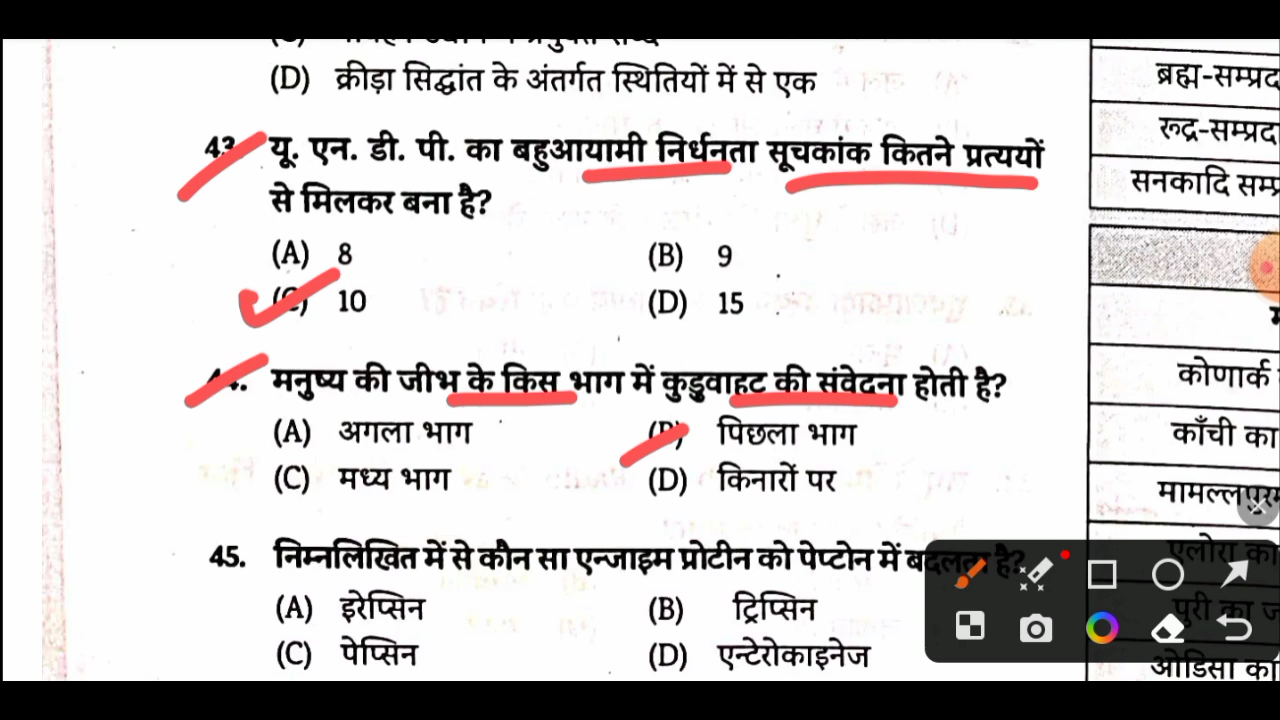 (D) क्रीड़ा सिद्धांत के अंतर्गत स्थितियों में से एक
43. यू. एन. डी. पी. का बहुआयामी निर्धनता सूचकांक कितने प्रत्ययों
से मिलकर बना है?
(A) 8 (B) 9
(C) 10 (D) 15
मनुष्य की जीभ के किस भाग में कुडुवाहट की संवेदना होती है?
(A) अगला भाग (B) पिछला भाग
(C) मध्य भाग (D) किनारों पर
45. निम्नलिखित में से कौन सा एन्जाइम प्रोटीन को पेप्टोन में बदलता है?
(A) इरेप्सिन (B) ट्रिप्सिन
(C) पेप्सिन (D) एन्टेरोकाइनेज
ब्रह्म-सम्प्रद
रूद्र-सम्प्रद
सनकादि सम्प्र
कोणार्क
काँची का
मामल्लपुरम
एलोरा का
पुरी का ज
ओडिसा का